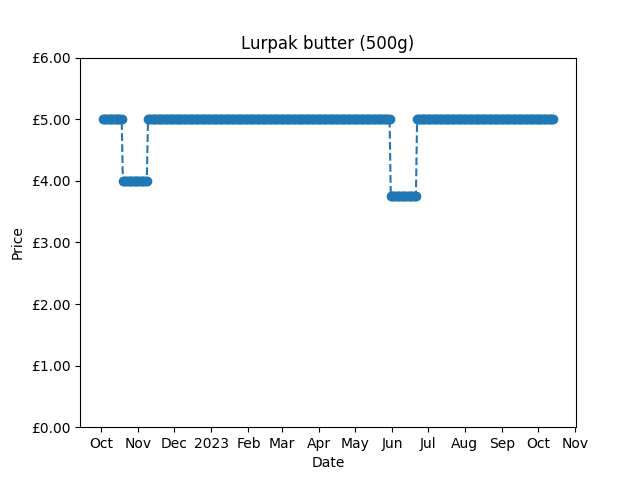 Lurpak butter (500g)
£6.00
£5.00
£4.00
£3.00
£2.00
£1.00
£0.00
Price
Oct Nov Dec 2023 Feb Mar Apr May Jun Jul Aug Sep Oct Nov
Date